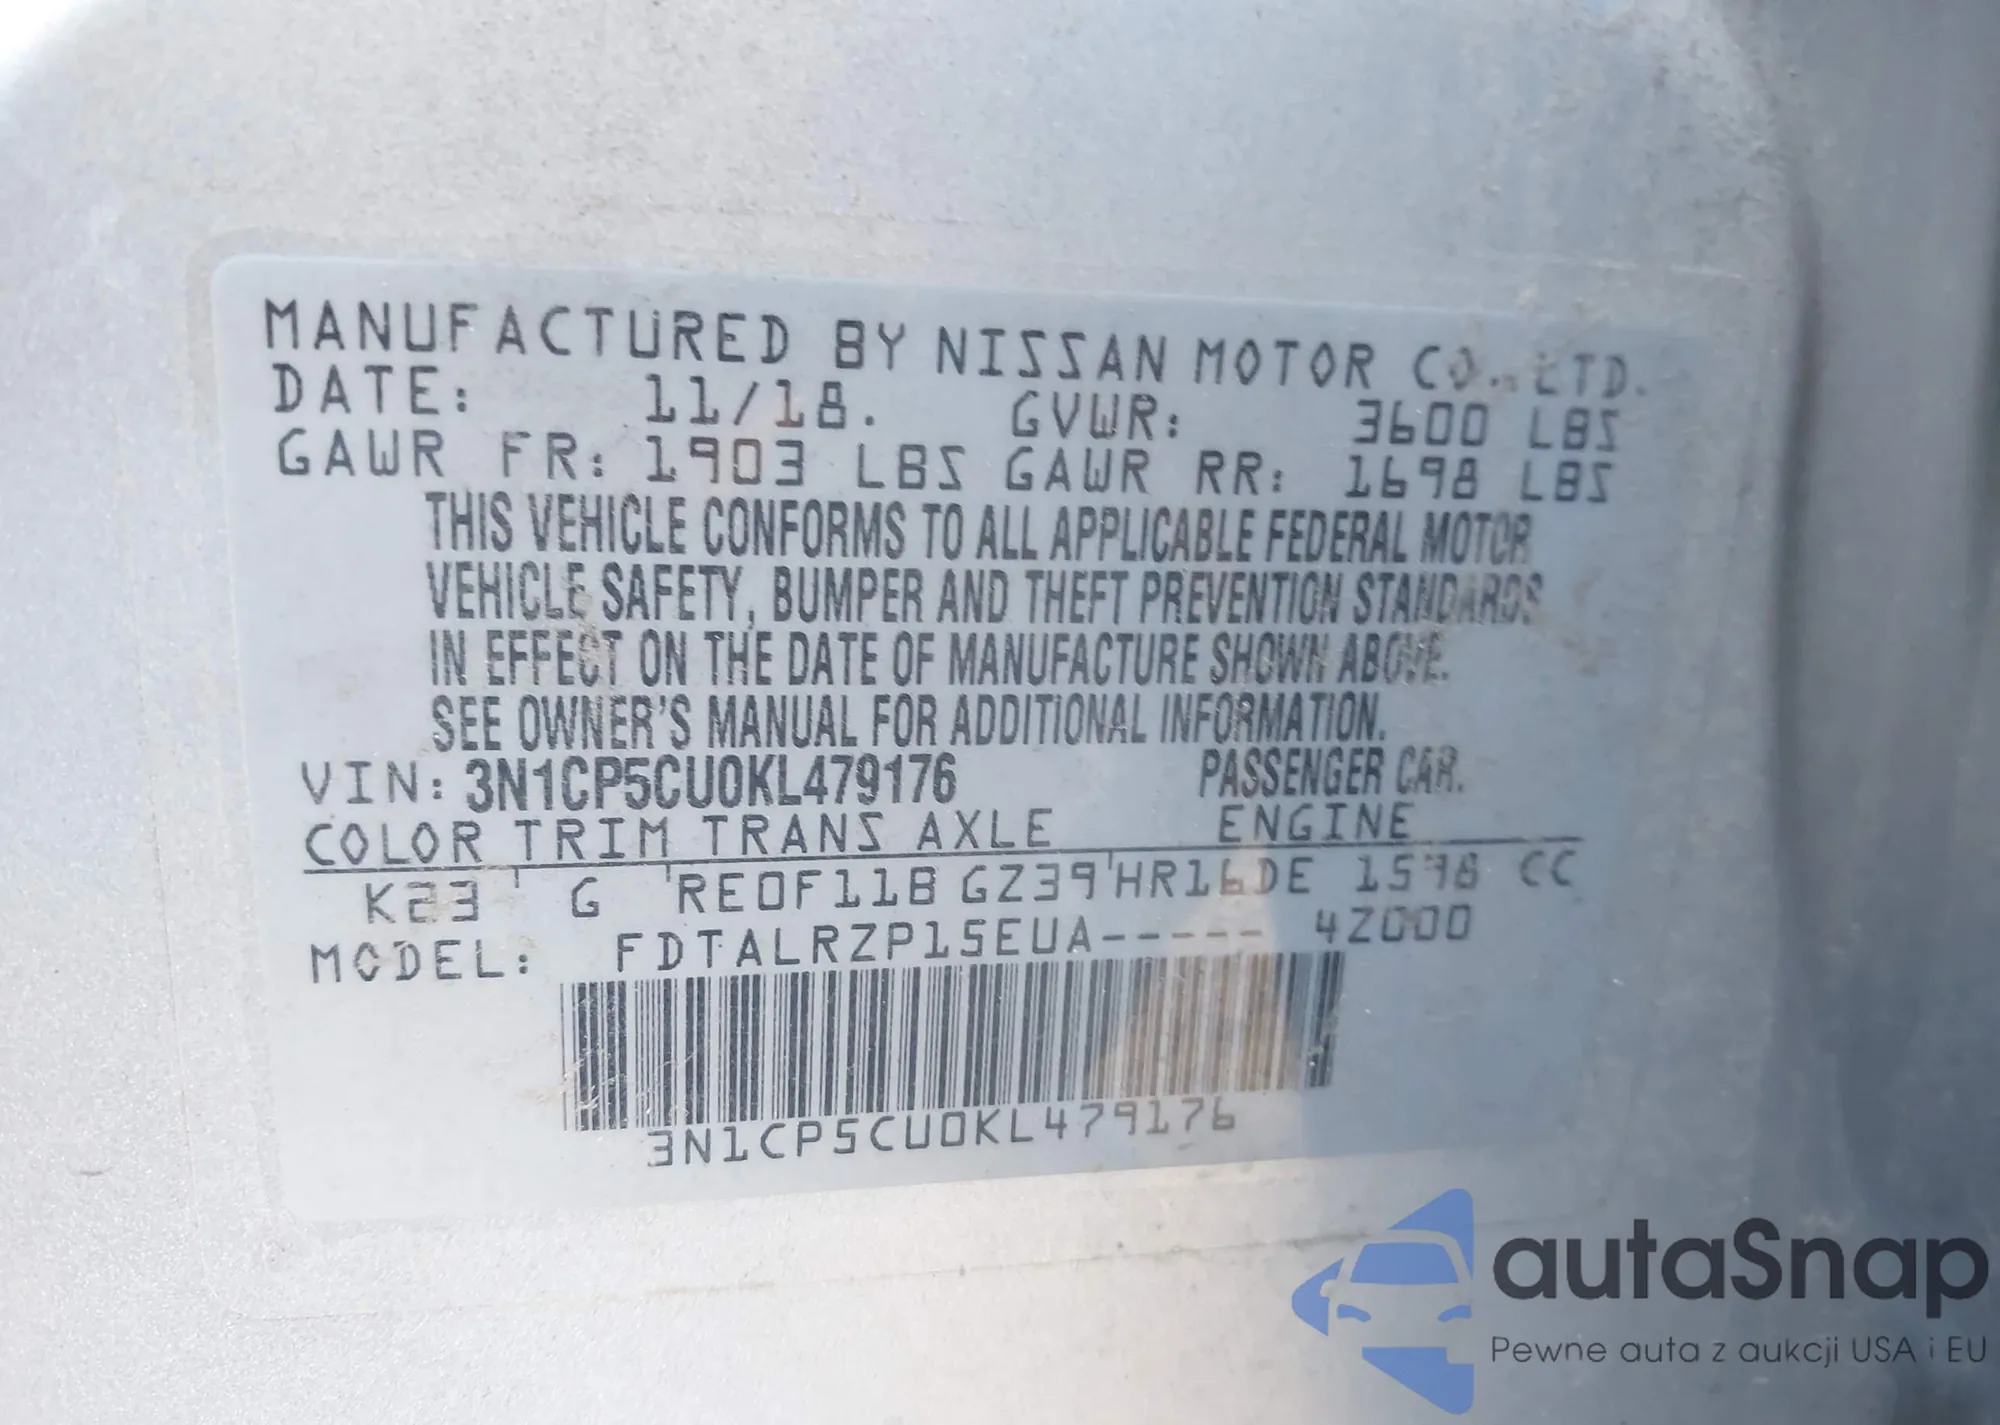 MANUFACTURED BY NISSAN MOTOR CO., LTD.
DATE: 11/18. GVWR: 3600 LBS
GAWR FR: 1903 LBS GAWR RR: 1698 LBS
THIS VEHICLE CONFORMS TO ALL APPLICABLE FEDERAL MOTOR
VEHICLE SAFETY, BUMPER AND THEFT PREVENTION STANDARDS
IN EFFECT ON THE DATE OF MANUFACTURE SHOWN ABOVE.
SEE OWNER'S MANUAL FOR ADDITIONAL INFORMATION.
VIN: 3N1CP5CU0KL479176 PASSENGER CAR.
COLOR TRIM TRANS AXLE ENGINE
K23 G RE0F11B GZ39 HR16DE 1598 CC
MODEL: FDTALRZP15EUA----- 4Z000
3N1CP5CU0KL479176
autaSnap
Pewne auta z aukcji USA i EU